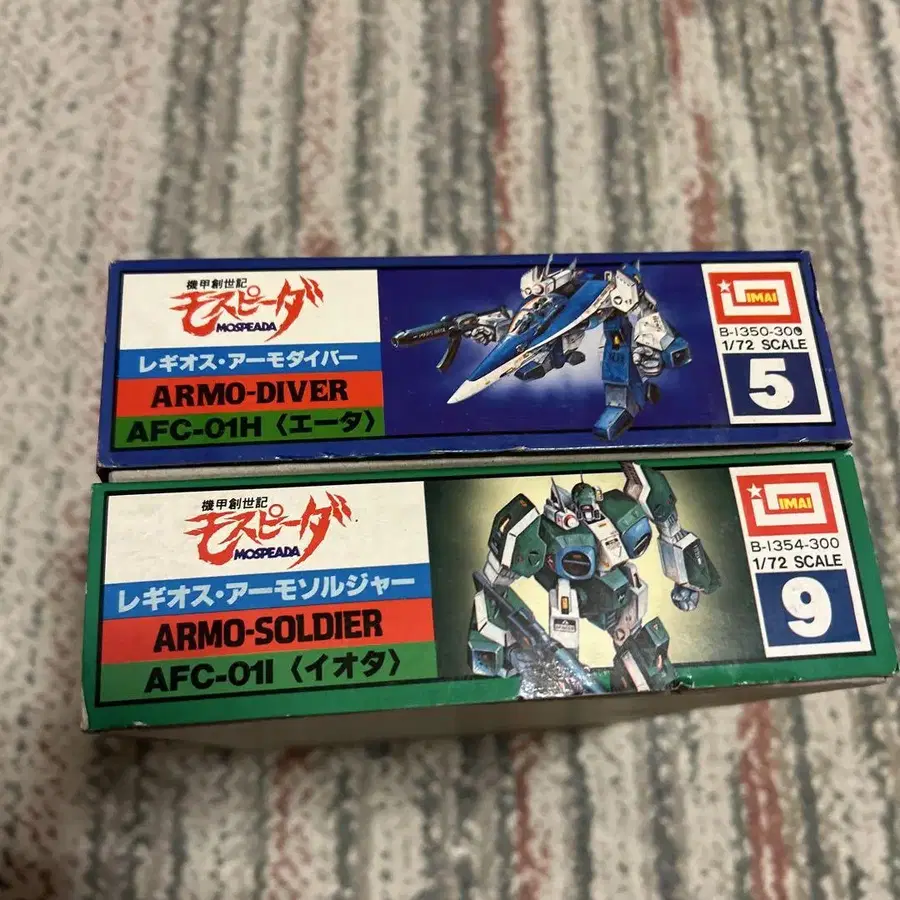 機甲創世記
モスピーダ
MOSPEADA
レギオス・アーモダイバー
ARMO-DIVER
AFC-01H〈エータ〉
IMAI
B-1350-300
1/72 SCALE
5
機甲創世記
モスピーダ
MOSPEADA
レギオス・アーモソルジャー
ARMO-SOLDIER
AFC-01I〈イオタ〉
IMAI
B-1354-300
1/72 SCALE
9